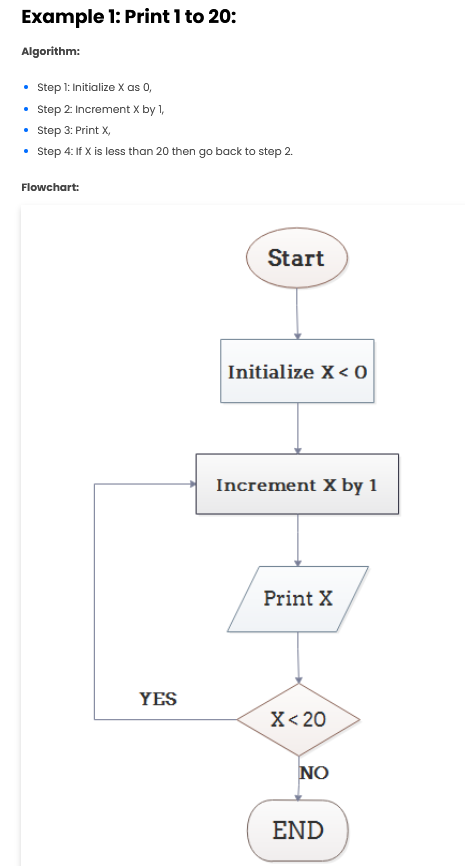 Example 1: Print 1 to 20:
Algorithm:
Step 1: Initialize X as 0,
Step 2: Increment X by 1,
Step 3: Print X,
Step 4: If X is less than 20 then go back to step 2.
Flowchart:
Start
Initialize X < 0
Increment X by 1
Print X
YES
X < 20
NO
END